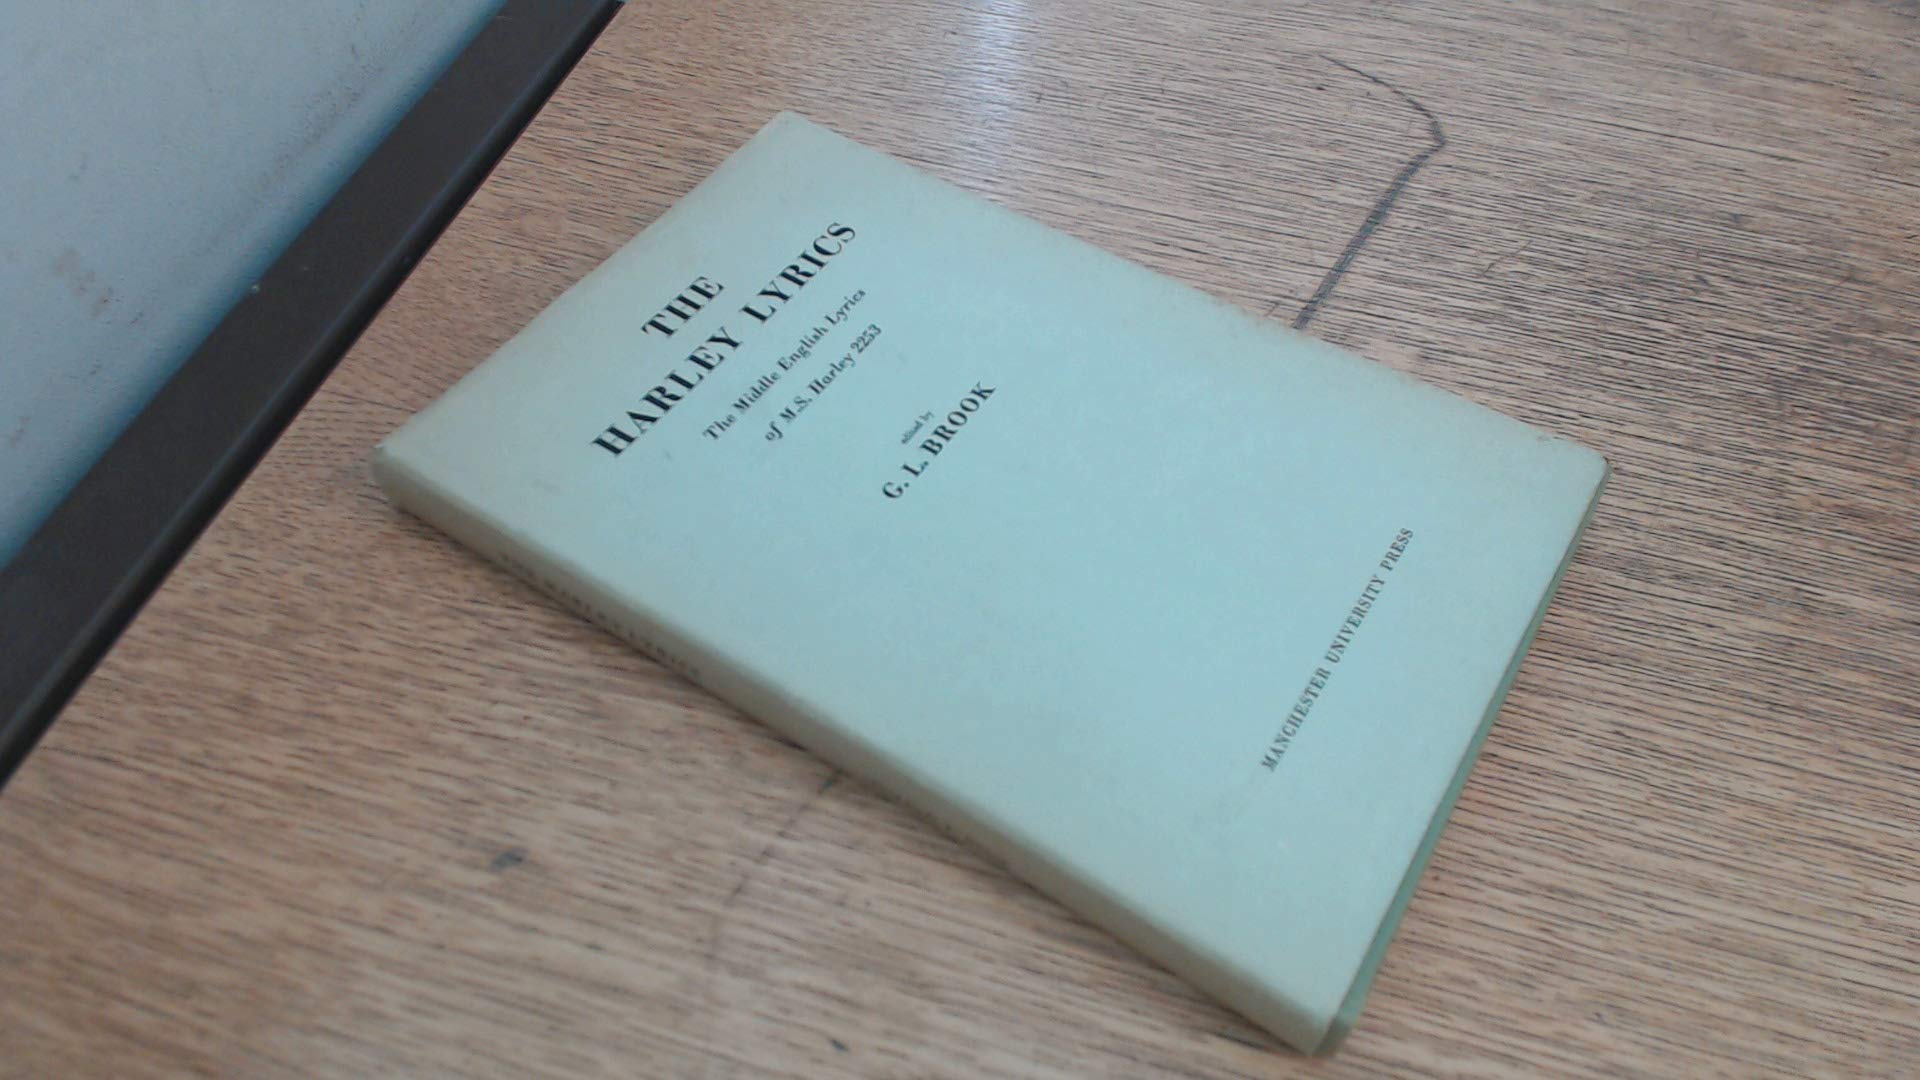 THE
HARLEY LYRICS
The Middle English Lyrics
of M.S. Harley 2253
edited by
G. L. BROOK
MANCHESTER UNIVERSITY PRESS